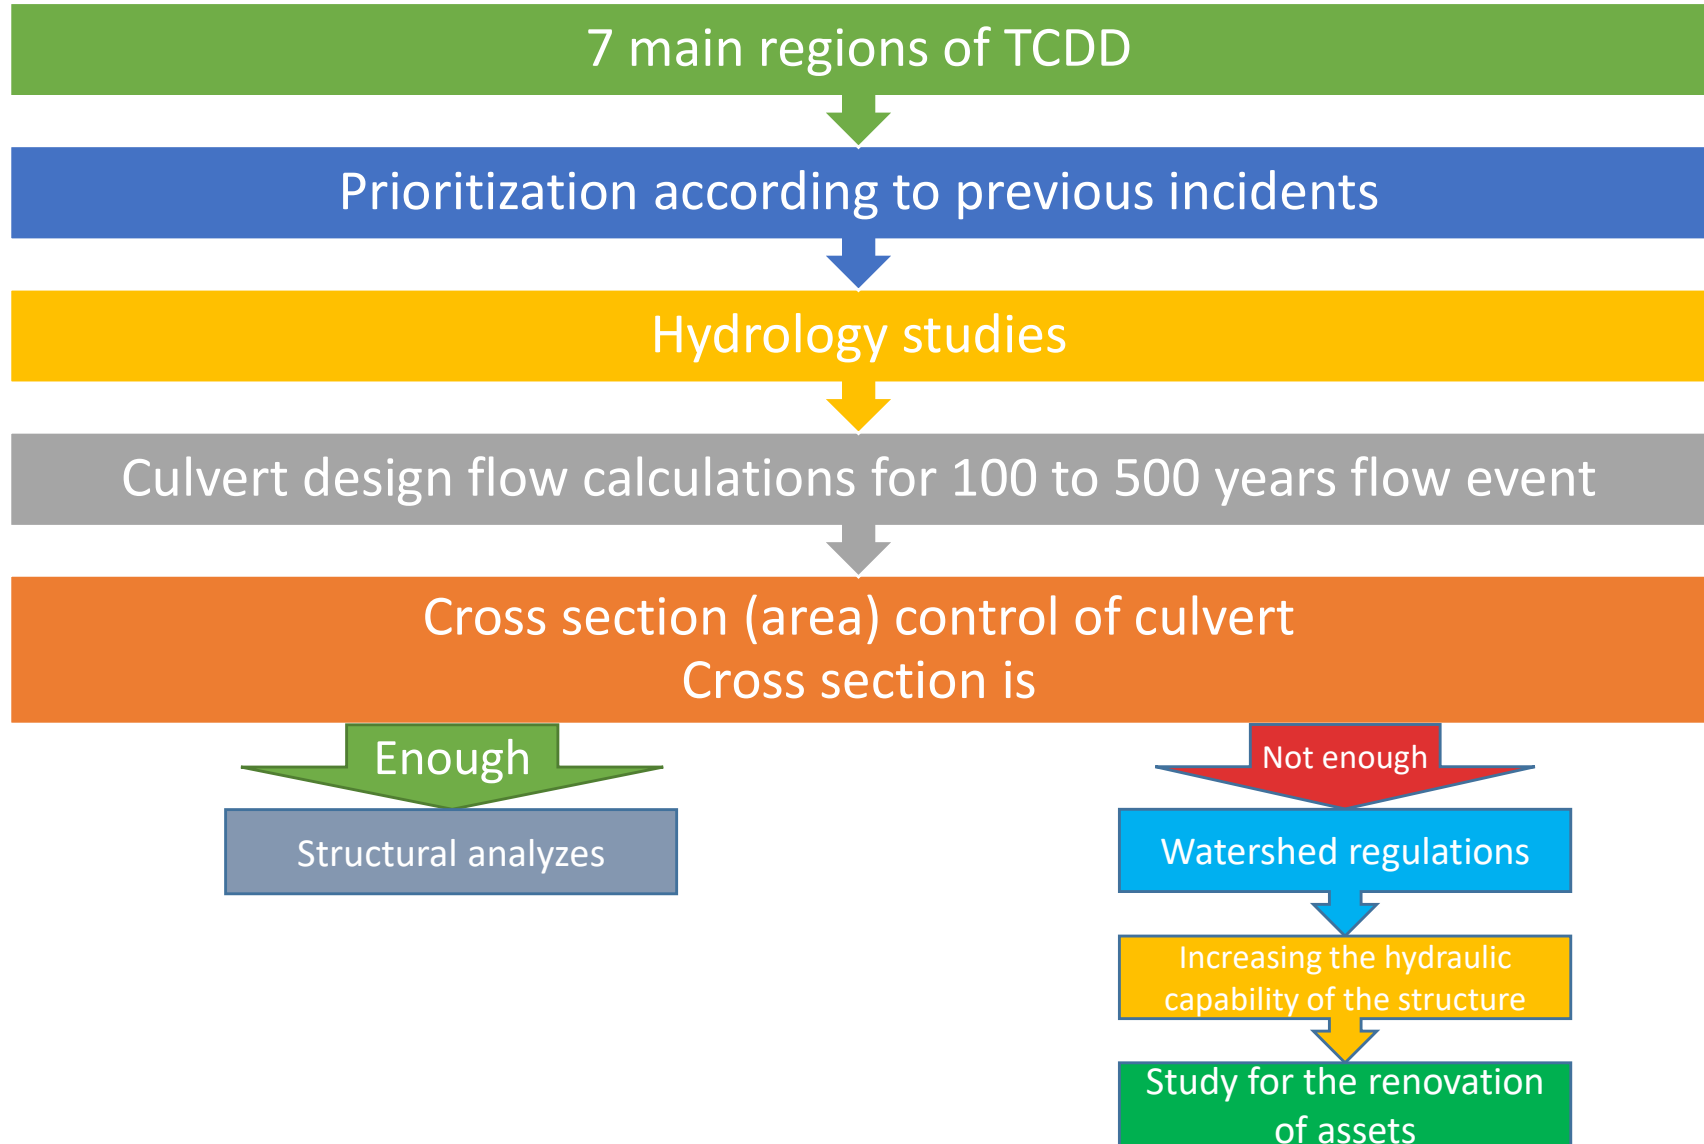 7 main regions of TCDD
Prioritization according to previous incidents
Hydrology studies
Culvert design flow calculations for 100 to 500 years flow event
Cross section (area) control of culvert
Cross section is
Enough
Structural analyzes
Not enough
Watershed regulations
Increasing the hydraulic
capability of the structure
Study for the renovation
of assets